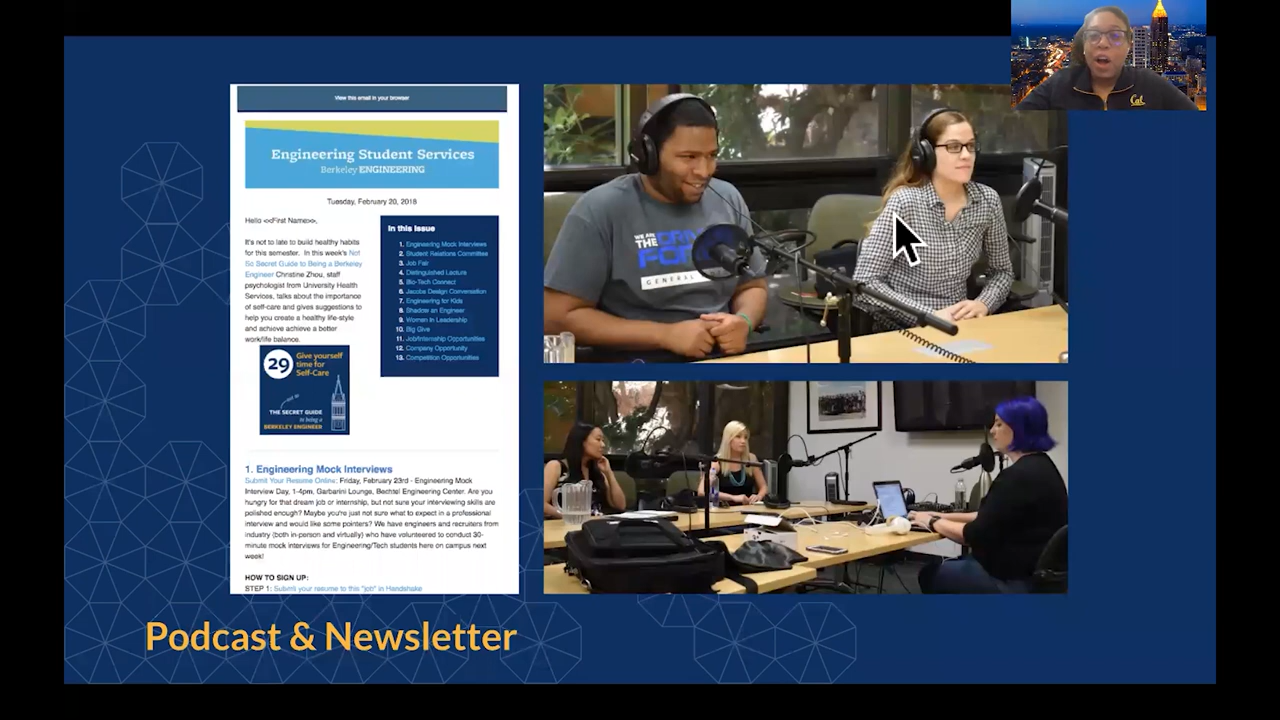 View this email in your browser
Engineering Student Services
Berkeley ENGINEERING
Tuesday, February 20, 2018
Hello <<First Name>>,
It's not to late to build healthy habits
for this semester. In this week's Not
So Secret Guide to Being a Berkeley
Engineer Christine Zhou, staff
psychologist from University Health
Services, talks about the importance
of self-care and gives suggestions to
help you create a healthy life-style
and achieve achieve a better
work/life balance.
In this Issue
1. Engineering Mock Interviews
2. Student Relations Committee
3. Job Fair
4. Distinguished Lecture
5. Bio-Tech Connect
6. Jacobs Design Conversation
7. Engineering for Kids
8. Shadow an Engineer
9. Women in Leadership
10. Big Give
11. Job/Internship Opportunities
12. Company Opportunity
13. Competition Opportunities
29 Give yourself
time for
Self-Care
not so
THE SECRET GUIDE
to being a
BERKELEY ENGINEER
1. Engineering Mock Interviews
Submit Your Resume Online: Friday, February 23rd - Engineering Mock
Interview Day, 1-4pm, Garbarini Lounge, Bechtel Engineering Center. Are you
hungry for that dream job or internship, but not sure your interviewing skills are
polished enough? Maybe you're just not sure what to expect in a professional
interview and would like some pointers? We have engineers and recruiters from
industry (both in-person and virtually) who have volunteered to conduct 30-
minute mock interviews for Engineering/Tech students here on campus next
week!
HOW TO SIGN UP:
STEP 1: Submit your resume to this "job" in Handshake
WE ARE
THE
GENERAL
Cal
Podcast & Newsletter